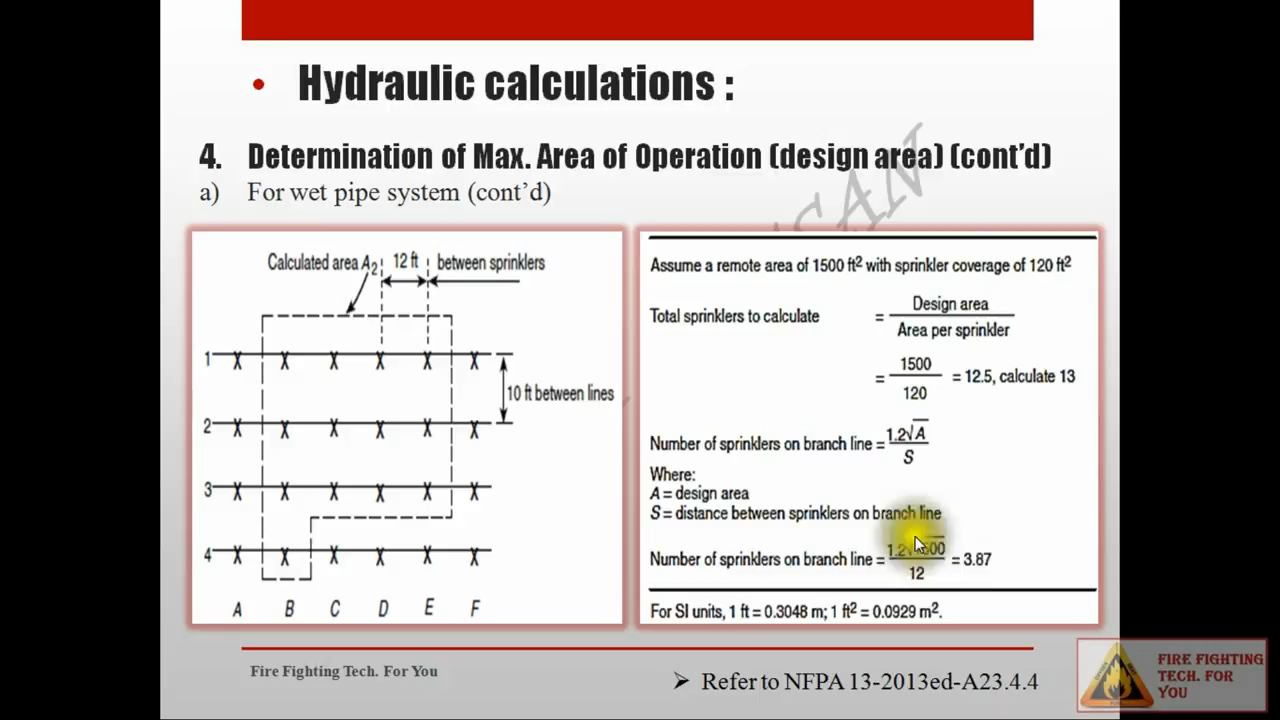 • Hydraulic calculations :
4. Determination of Max. Area of Operation (design area) (cont’d)
a) For wet pipe system (cont’d)
Calculated area A2 12 ft between sprinklers
1 X X X X X X
10 ft between lines
2 X X X X X X
3 X X X X X X
4 X X X X X X
A B C D E F
Assume a remote area of 1500 ft² with sprinkler coverage of 120 ft²
Total sprinklers to calculate = Design area / Area per sprinkler
= 1500 / 120 = 12.5, calculate 13
Number of sprinklers on branch line = 1.2√A / S
Where:
A = design area
S = distance between sprinklers on branch line
Number of sprinklers on branch line = 1.2√1500 / 12 = 3.87
For SI units, 1 ft = 0.3048 m; 1 ft² = 0.0929 m².
Fire Fighting Tech. For You
➢ Refer to NFPA 13-2013ed-A23.4.4
FIRE FIGHTING
TECH. FOR
YOU